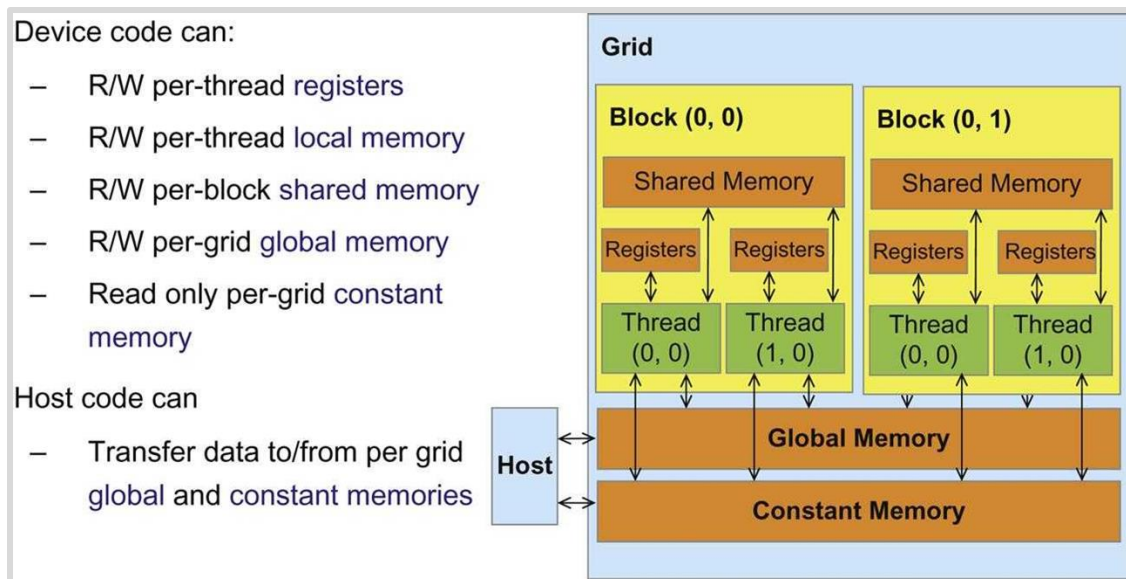 Device code can:
– R/W per-thread registers
– R/W per-thread local memory
– R/W per-block shared memory
– R/W per-grid global memory
– Read only per-grid constant
memory
Host code can
– Transfer data to/from per grid
global and constant memories
Grid
Block (0, 0)
Shared Memory
Registers
Registers
Thread
(0, 0)
Thread
(1, 0)
Block (0, 1)
Shared Memory
Registers
Registers
Thread
(0, 0)
Thread
(1, 0)
Host
Global Memory
Constant Memory